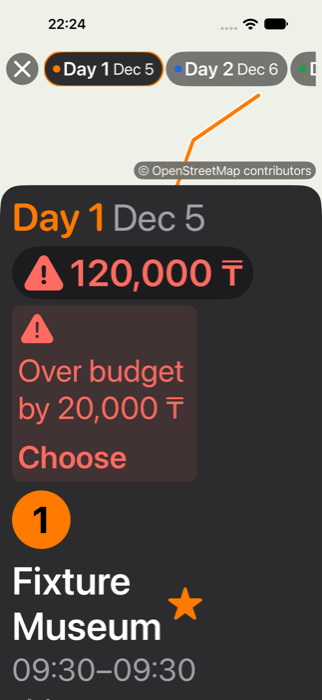 22:24
Day 1 Dec 5
Day 2 Dec 6
© OpenStreetMap contributors
Day 1 Dec 5
120,000 ₸
Over budget
by 20,000 ₸
Choose
1
Fixture
Museum
09:30–09:30